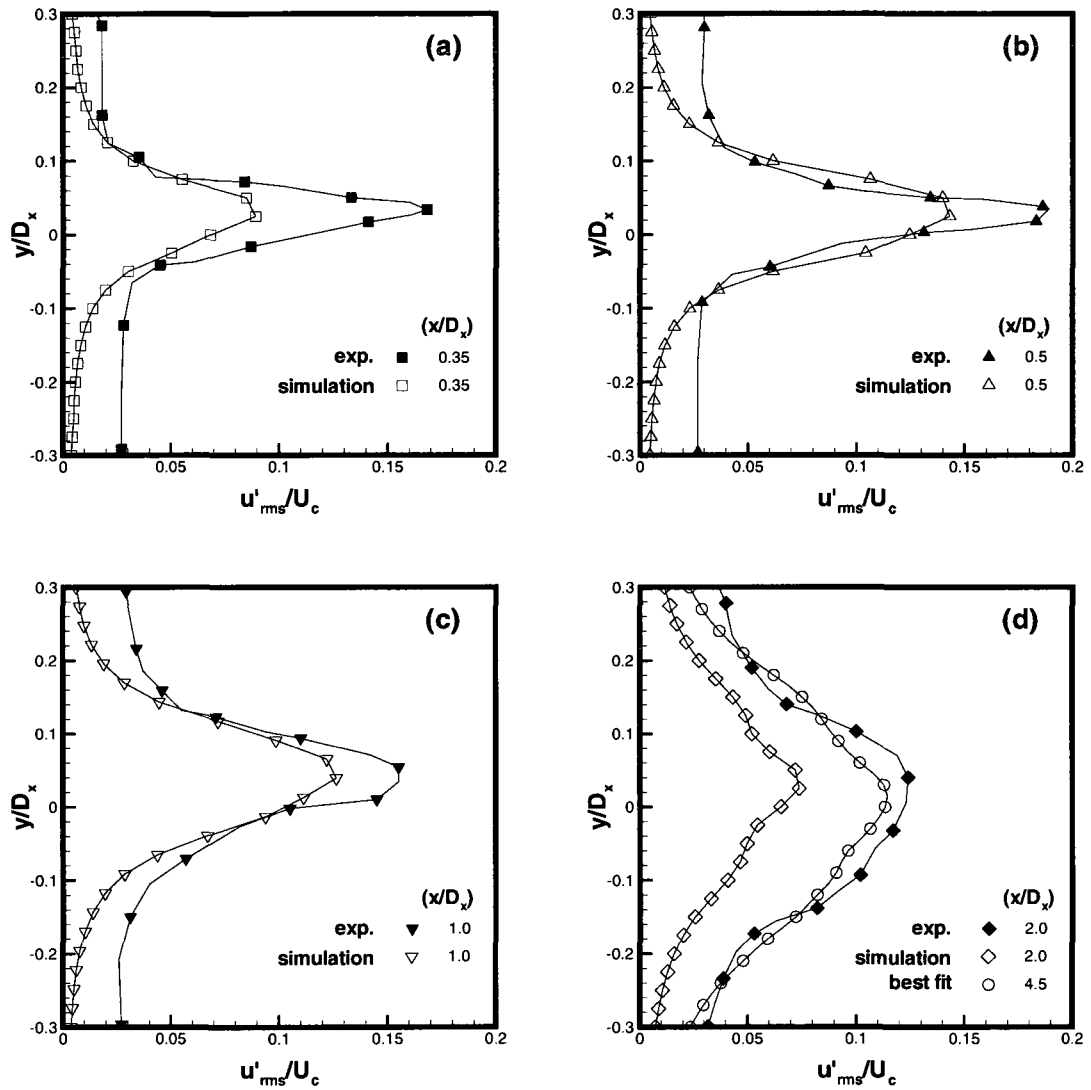 (a)
0.3
0.2
0.1
0
-0.1
-0.2
-0.3
y/Dx
(x/Dx)
exp. 0.35
simulation 0.35
0 0.05 0.1 0.15 0.2
u'rms/Uc
(b)
0.3
0.2
0.1
0
-0.1
-0.2
-0.3
y/Dx
(x/Dx)
exp. 0.5
simulation 0.5
0 0.05 0.1 0.15 0.2
u'rms/Uc
(c)
0.3
0.2
0.1
0
-0.1
-0.2
-0.3
y/Dx
(x/Dx)
exp. 1.0
simulation 1.0
0 0.05 0.1 0.15 0.2
u'rms/Uc
(d)
0.3
0.2
0.1
0
-0.1
-0.2
-0.3
y/Dx
(x/Dx)
exp. 2.0
simulation 2.0
best fit 4.5
0 0.05 0.1 0.15 0.2
u'rms/Uc